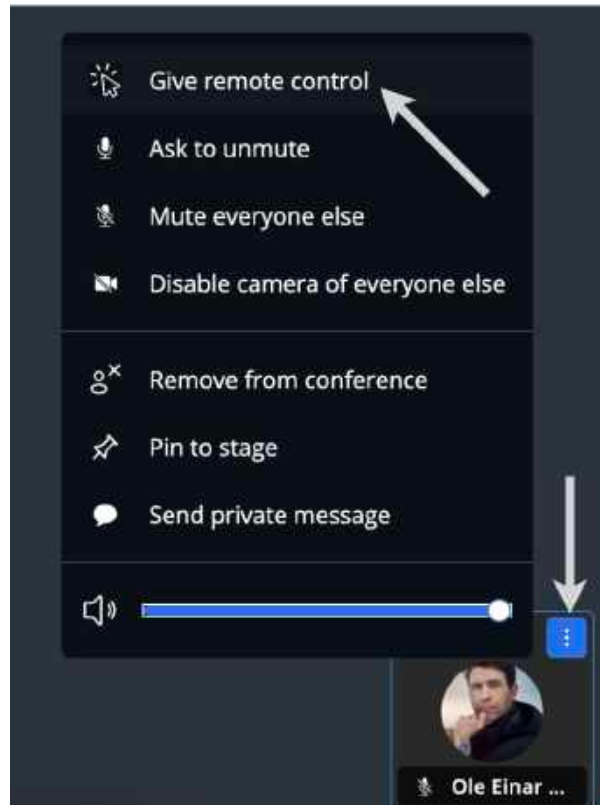 Give remote control
Ask to unmute
Mute everyone else
Disable camera of everyone else
Remove from conference
Pin to stage
Send private message
Ole Einar ...